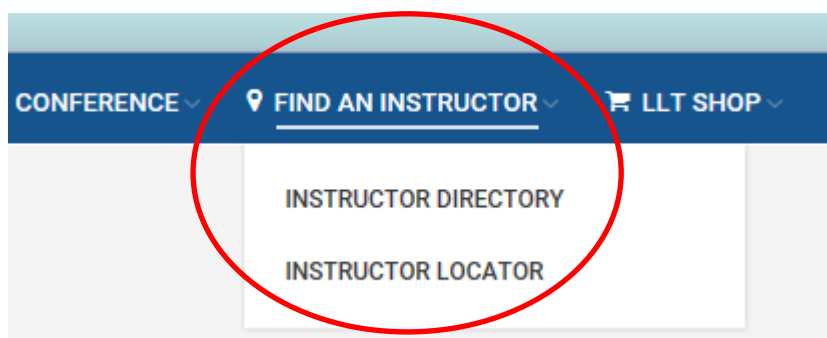 CONFERENCE FIND AN INSTRUCTOR LLT SHOP
INSTRUCTOR DIRECTORY
INSTRUCTOR LOCATOR